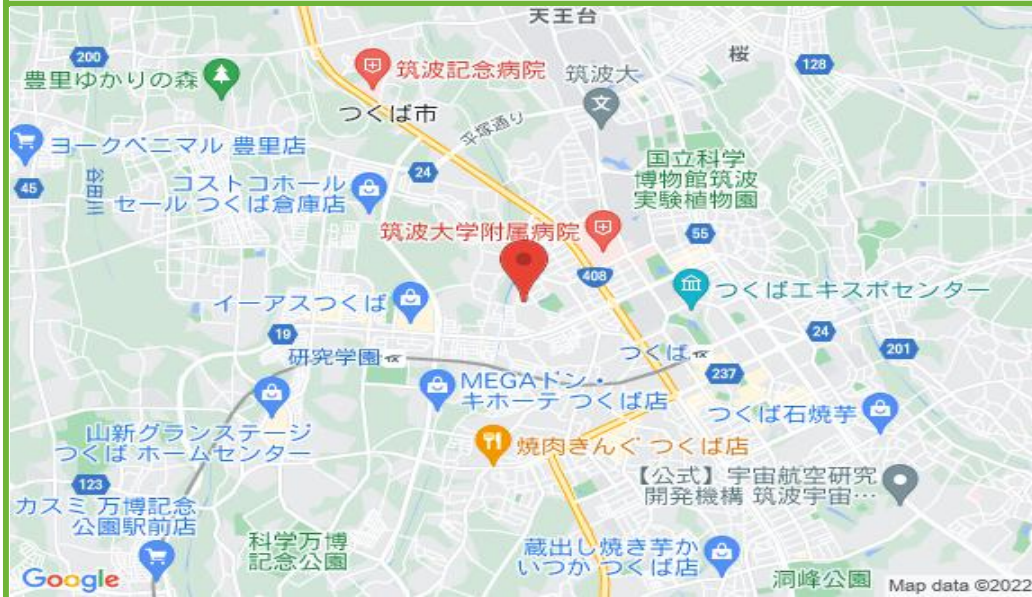 天王台
200
豊里ゆかりの森
筑波記念病院
筑波大
桜
128
つくば市
平塚通り
ヨークベニマル 豊里店
谷田川
45
24
コストコホール
セール つくば倉庫店
国立科学
博物館筑波
実験植物園
筑波大学附属病院
55
408
つくばエキスポセンター
イーアスつくば
19
24
201
研究学園
つくば
237
MEGAドン・
キホーテ つくば店
つくば石焼芋
山新グランステージ
つくば ホームセンター
焼肉きんぐ つくば店
123
【公式】宇宙航空研究
開発機構 筑波宇宙…
カスミ 万博記念
公園駅前店
科学万博
記念公園
蔵出し焼き芋か
いつか つくば店
洞峰公園
Google
Map data ©2022